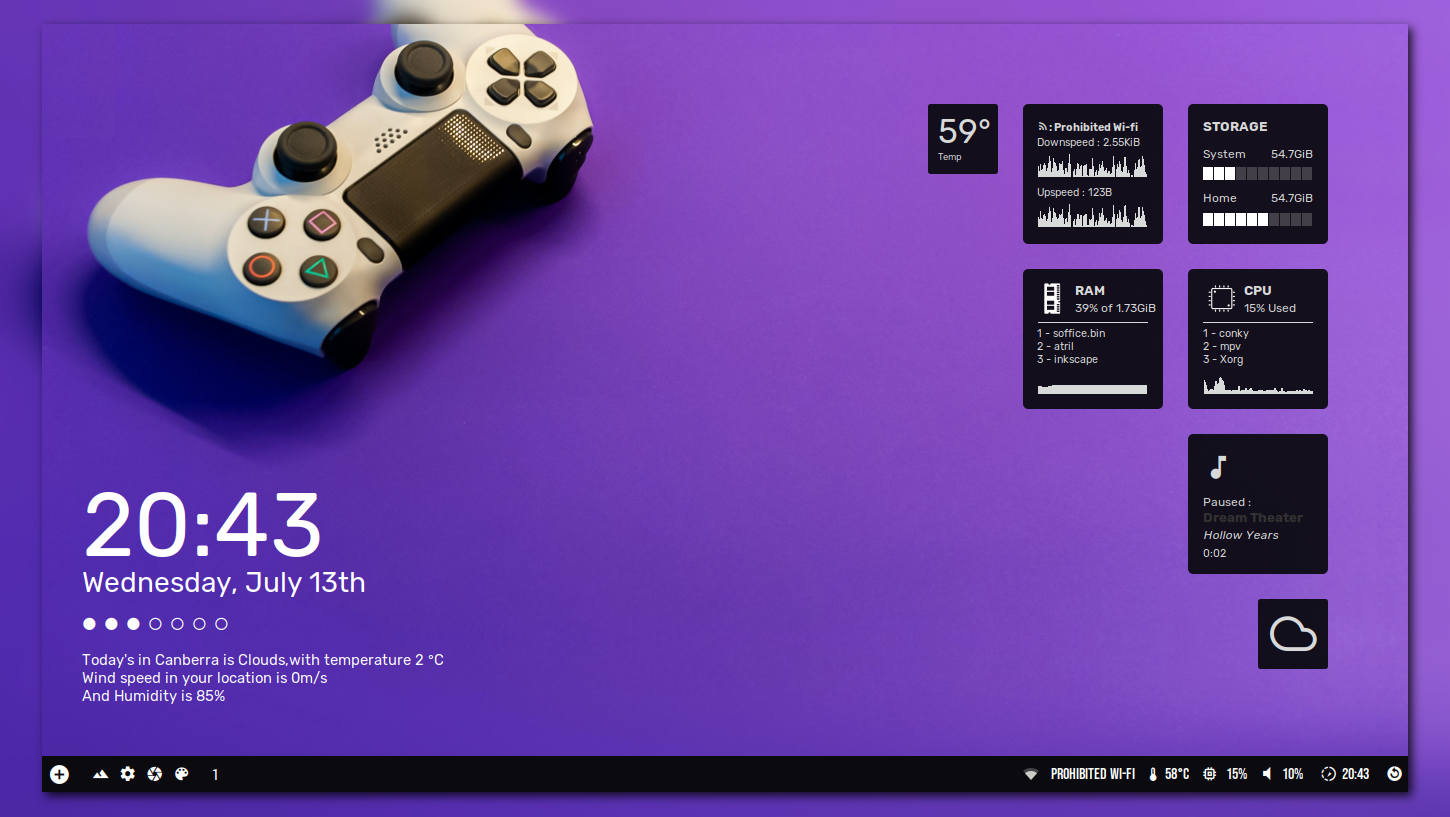 59°
Temp
: Prohibited Wi-fi
Downspeed : 2.55KiB
Upspeed : 123B
STORAGE
System 54.7GiB
Home 54.7GiB
RAM
39% of 1.73GiB
1 - soffice.bin
2 - atril
3 - inkscape
CPU
15% Used
1 - conky
2 - mpv
3 - Xorg
Paused :
Dream Theater
Hollow Years
0:02
20:43
Wednesday, July 13th
Today's in Canberra is Clouds,with temperature 2 °C
Wind speed in your location is 0m/s
And Humidity is 85%
1 PROHIBITED WI-FI 58°C 15% 10% 20:43